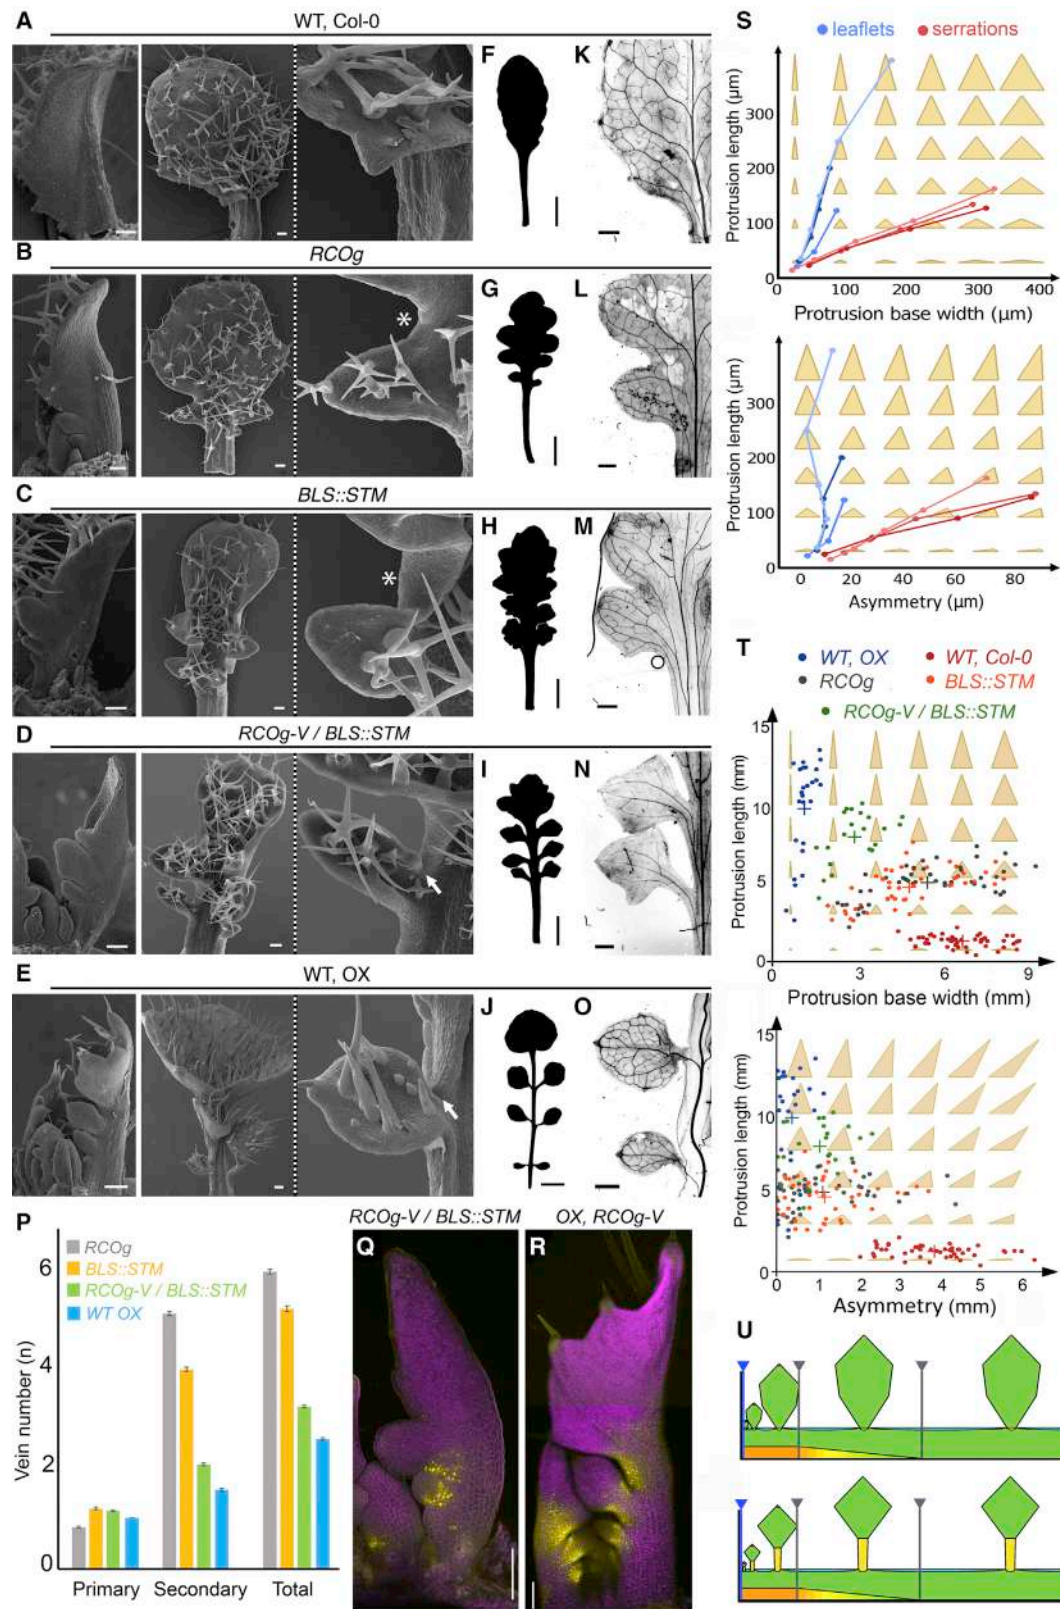 A
WT, Col-0
F
K
B
RCOg
*
G
L
C
BLS::STM
*
H
M
D
RCOg-V / BLS::STM
I
N
E
WT, OX
J
O
P
RCOg
BLS::STM
RCOg-V / BLS::STM
WT OX
Vein number (n)
6
4
2
0
Primary
Secondary
Total
RCOg-V / BLS::STM
Q
OX, RCOg-V
R
S
leaflets
serrations
Protrusion length (µm)
300
200
100
0
100
200
300
400
Protrusion base width (µm)
Protrusion length (µm)
300
200
100
0
0
20
40
60
80
Asymmetry (µm)
T
WT, OX
WT, Col-0
RCOg
BLS::STM
RCOg-V / BLS::STM
Protrusion length (mm)
15
10
5
0
3
6
9
Protrusion base width (mm)
Protrusion length (mm)
15
10
5
0
0
1
2
3
4
5
6
Asymmetry (mm)
U